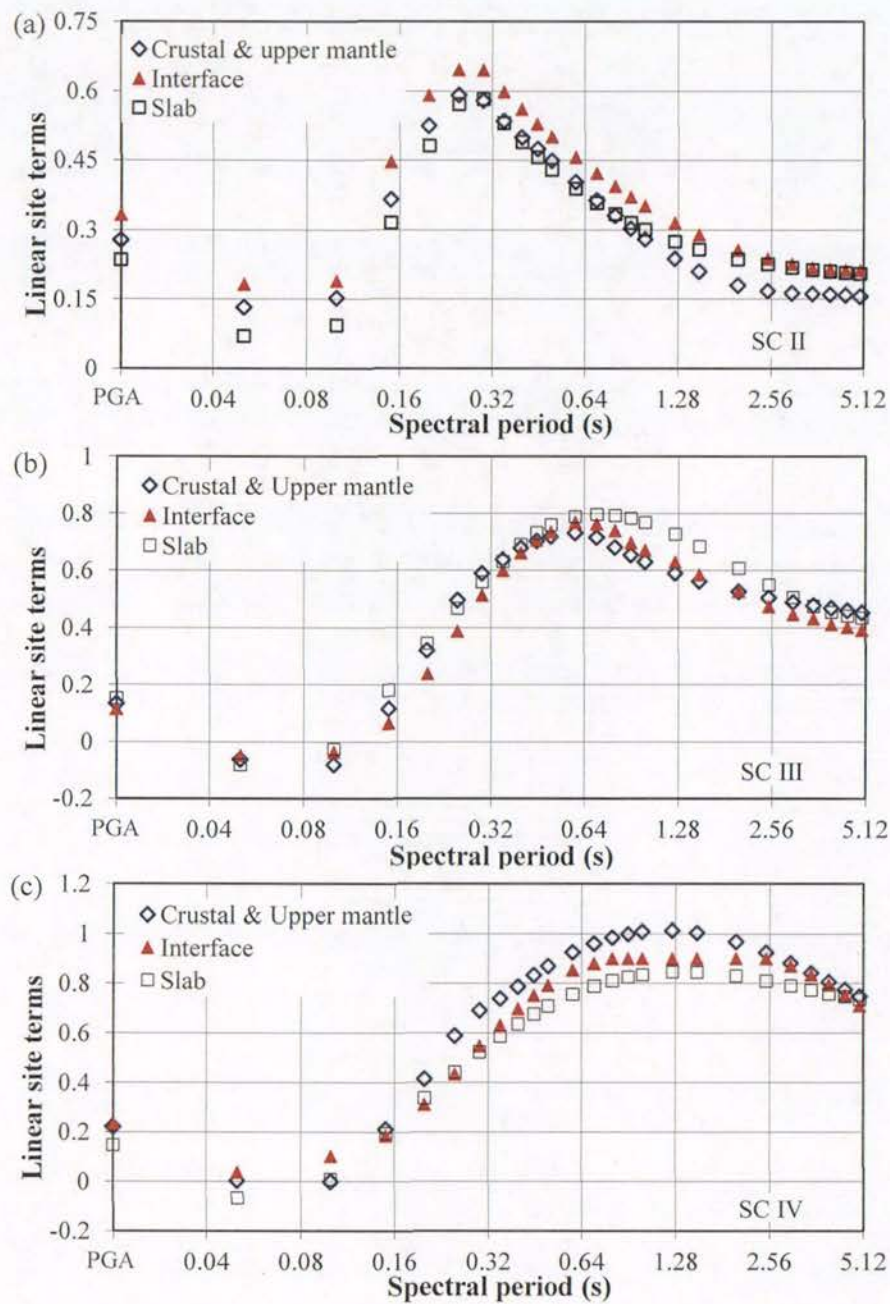 (a)
0.75
0.6
0.45
0.3
0.15
0
Linear site terms
Crustal & upper mantle
Interface
Slab
SC II
PGA 0.04 0.08 0.16 0.32 0.64 1.28 2.56 5.12
Spectral period (s)
(b)
1
0.8
0.6
0.4
0.2
0
-0.2
Linear site terms
Crustal & Upper mantle
Interface
Slab
SC III
PGA 0.04 0.08 0.16 0.32 0.64 1.28 2.56 5.12
Spectral period (s)
(c)
1.2
1
0.8
0.6
0.4
0.2
0
-0.2
Linear site terms
Crustal & Upper mantle
Interface
Slab
SC IV
PGA 0.04 0.08 0.16 0.32 0.64 1.28 2.56 5.12
Spectral period (s)